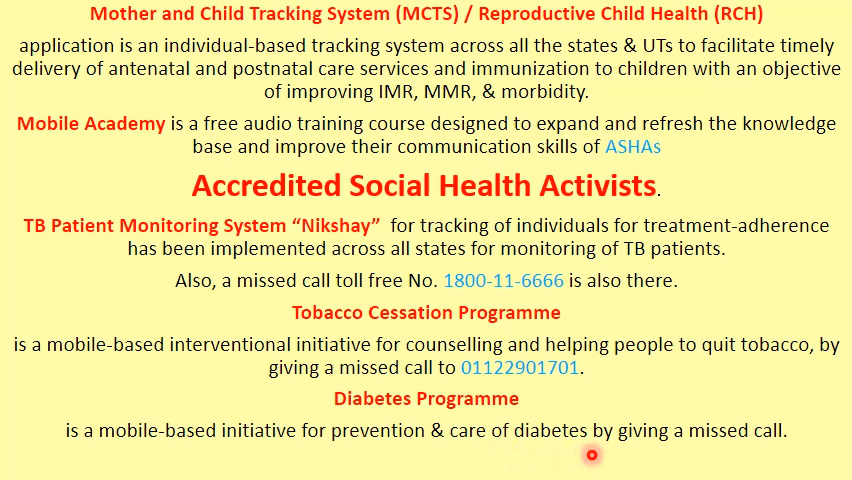 Mother and Child Tracking System (MCTS) / Reproductive Child Health (RCH)
application is an individual-based tracking system across all the states & UTs to facilitate timely
delivery of antenatal and postnatal care services and immunization to children with an objective
of improving IMR, MMR, & morbidity.
Mobile Academy is a free audio training course designed to expand and refresh the knowledge
base and improve their communication skills of ASHAs
Accredited Social Health Activists.
TB Patient Monitoring System “Nikshay” for tracking of individuals for treatment-adherence
has been implemented across all states for monitoring of TB patients.
Also, a missed call toll free No. 1800-11-6666 is also there.
Tobacco Cessation Programme
is a mobile-based interventional initiative for counselling and helping people to quit tobacco, by
giving a missed call to 01122901701.
Diabetes Programme
is a mobile-based initiative for prevention & care of diabetes by giving a missed call.